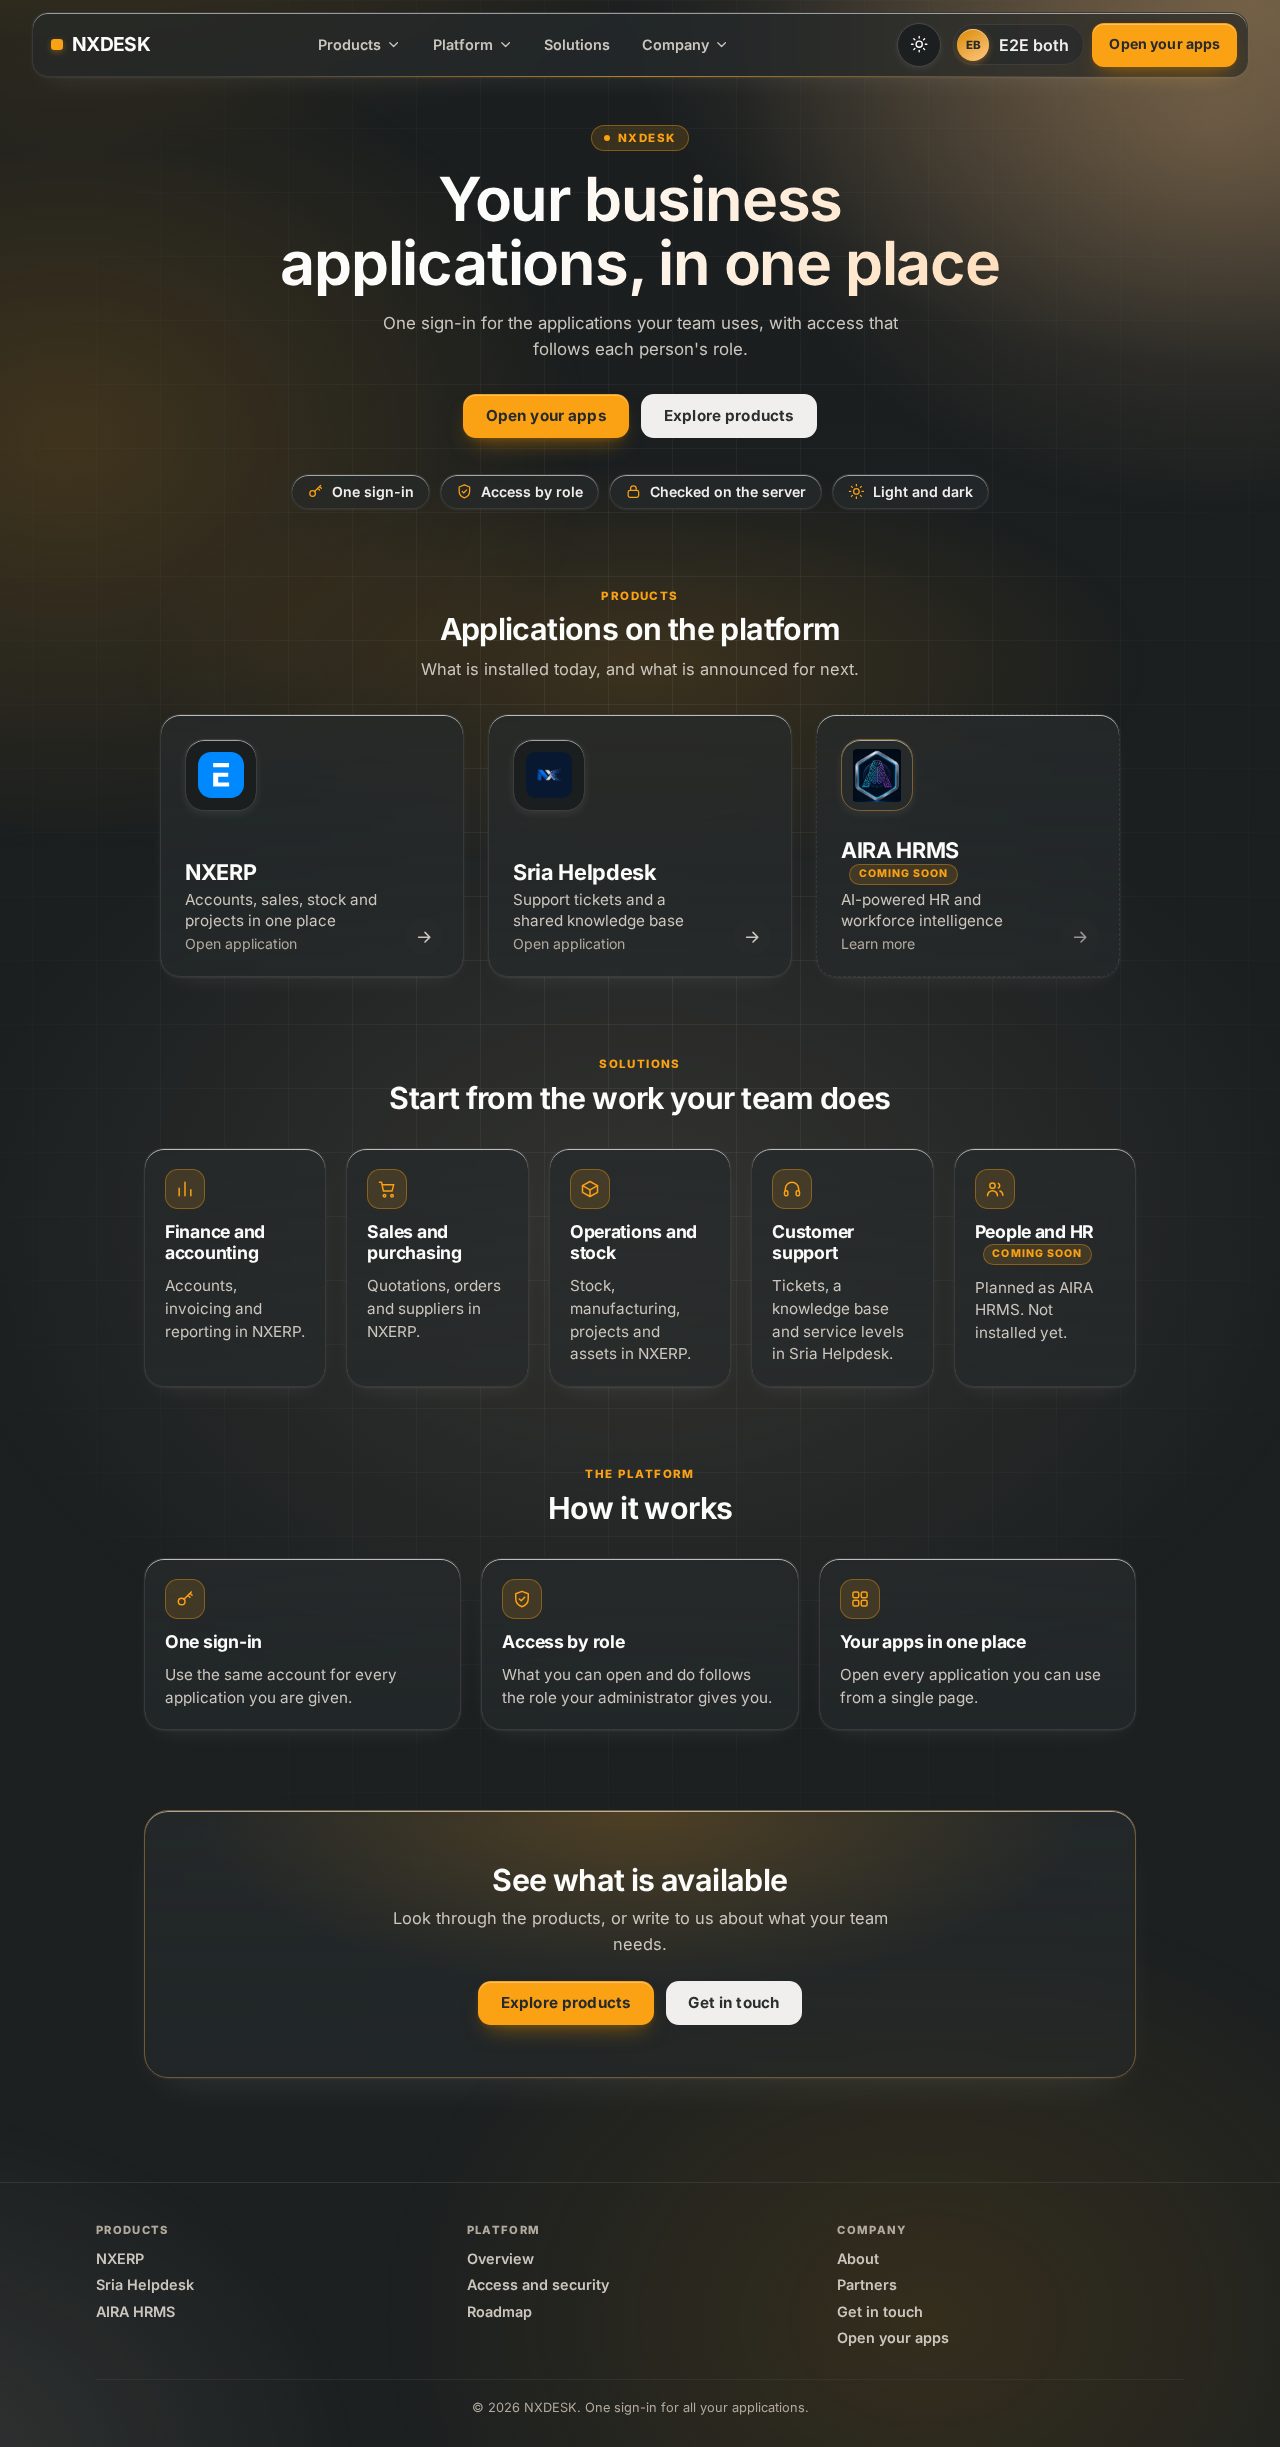 NXDESK
Products
Platform
Solutions
Company
EB
E2E both
Open your apps
NXDESK
Your business
applications, in one place
One sign-in for the applications your team uses, with access that
follows each person's role.
Open your apps
Explore products
One sign-in
Access by role
Checked on the server
Light and dark
PRODUCTS
Applications on the platform
What is installed today, and what is announced for next.
E
NXERP
Accounts, sales, stock and
projects in one place
Open application
NX
Sria Helpdesk
Support tickets and a
shared knowledge base
Open application
AIRA HRMS
COMING SOON
AI-powered HR and
workforce intelligence
Learn more
SOLUTIONS
Start from the work your team does
Finance and
accounting
Accounts,
invoicing and
reporting in NXERP.
Sales and
purchasing
Quotations, orders
and suppliers in
NXERP.
Operations and
stock
Stock,
manufacturing,
projects and
assets in NXERP.
Customer
support
Tickets, a
knowledge base
and service levels
in Sria Helpdesk.
People and HR
COMING SOON
Planned as AIRA
HRMS. Not
installed yet.
THE PLATFORM
How it works
One sign-in
Use the same account for every
application you are given.
Access by role
What you can open and do follows
the role your administrator gives you.
Your apps in one place
Open every application you can use
from a single page.
See what is available
Look through the products, or write to us about what your team
needs.
Explore products
Get in touch
PRODUCTS
NXERP
Sria Helpdesk
AIRA HRMS
PLATFORM
Overview
Access and security
Roadmap
COMPANY
About
Partners
Get in touch
Open your apps
© 2026 NXDESK. One sign-in for all your applications.